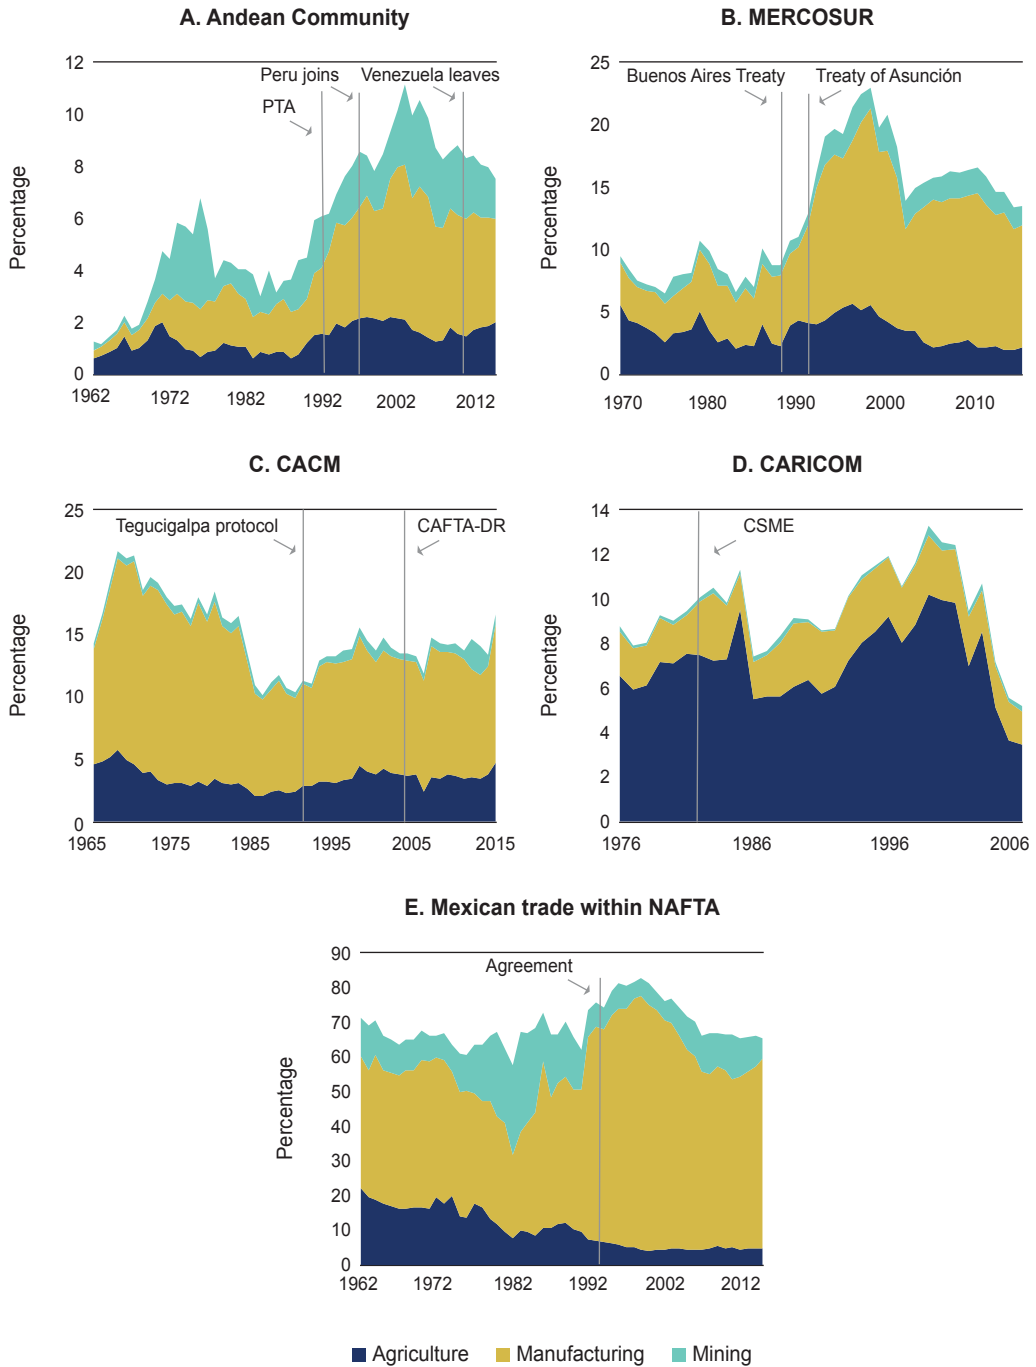 A. Andean Community
Percentage
12
10
8
6
4
2
0
Peru joins
Venezuela leaves
PTA
1962
1972
1982
1992
2002
2012
B. MERCOSUR
Percentage
25
20
15
10
5
0
Buenos Aires Treaty
Treaty of Asunción
1970
1980
1990
2000
2010
C. CACM
Percentage
25
20
15
10
5
0
Tegucigalpa protocol
CAFTA-DR
1965
1975
1985
1995
2005
2015
D. CARICOM
Percentage
14
12
10
8
6
4
2
0
CSME
1976
1986
1996
2006
E. Mexican trade within NAFTA
Percentage
90
80
70
60
50
40
30
20
10
0
Agreement
1962
1972
1982
1992
2002
2012
Agriculture
Manufacturing
Mining